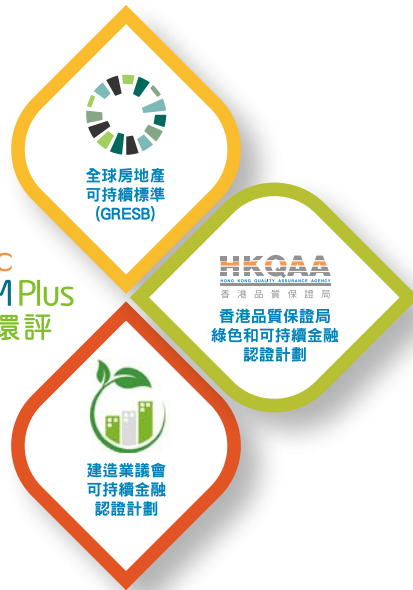 全球房地產
可持續標準
(GRESB)
C
M Plus
環評
HKQAA
HONG KONG QUALITY ASSURANCE AGENCY
香港品質保證局
香港品質保證局
綠色和可持續金融
認證計劃
建造業議會
可持續金融
認證計劃